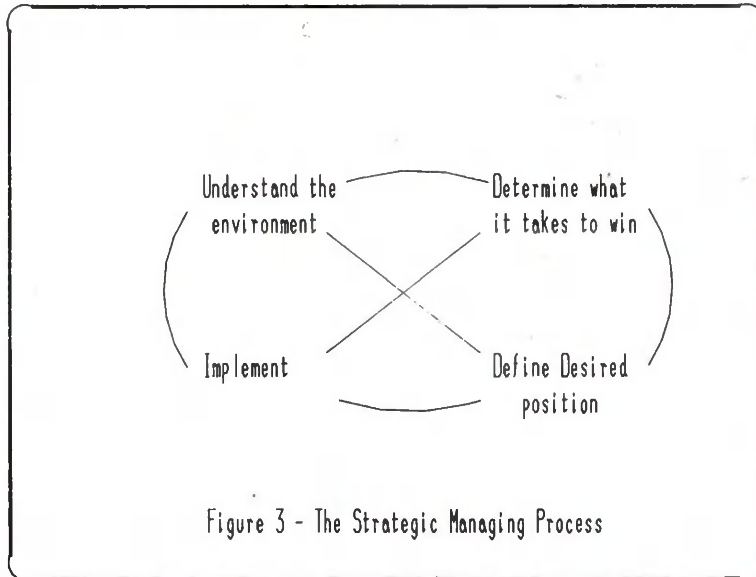 Understand the
environment
Determine what
it takes to win
Implement
Define Desired
position
Figure 3 - The Strategic Managing Process